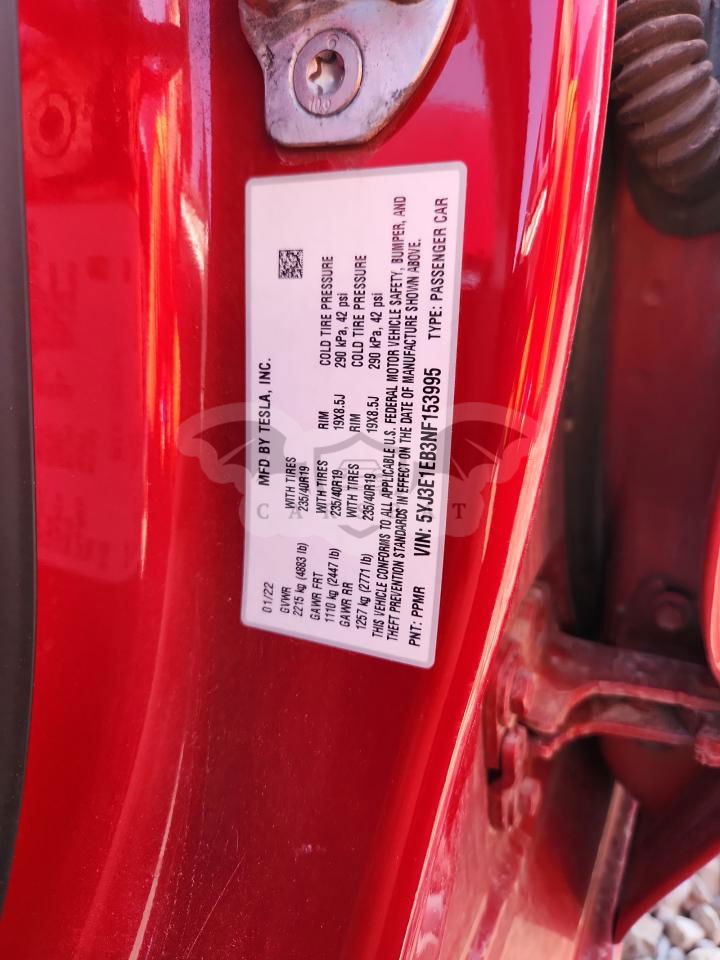 MFD BY TESLA, INC.
01/22
GVWR WITH TIRES RIM COLD TIRE PRESSURE
2215 kg (4883 lb) 235/40R19 19X8.5J 290 kPa, 42 psi
GAWR FRT WITH TIRES RIM COLD TIRE PRESSURE
1110 kg (2447 lb) 235/40R19 19X8.5J 290 kPa, 42 psi
GAWR RR WITH TIRES
1257 kg (2771 lb) 235/40R19
THIS VEHICLE CONFORMS TO ALL APPLICABLE U.S. FEDERAL MOTOR VEHICLE SAFETY, BUMPER, AND
THEFT PREVENTION STANDARDS IN EFFECT ON THE DATE OF MANUFACTURE SHOWN ABOVE.
PNT: PPMR VIN: 5YJ3E1EB3NF153995 TYPE: PASSENGER CAR